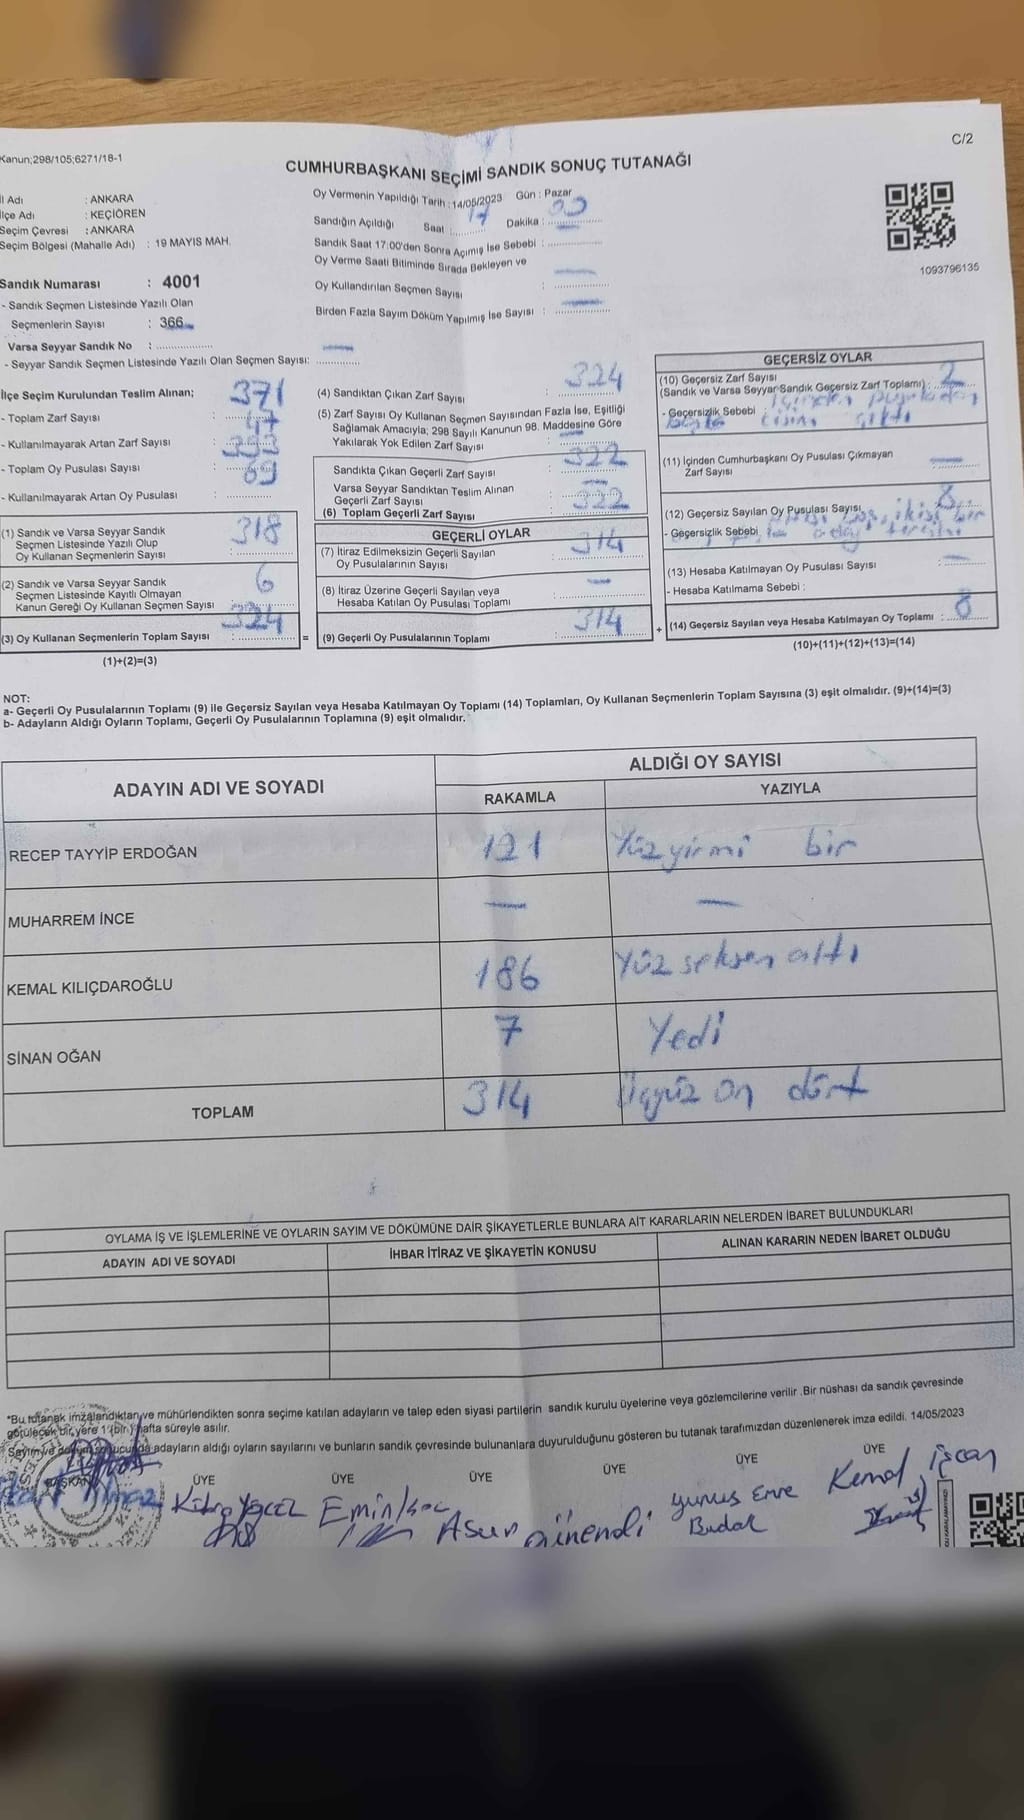 Kanun;298/105;6271/18-1
C/2
CUMHURBAŞKANI SEÇİMİ SANDIK SONUÇ TUTANAĞI
İl Adı : ANKARA
İlçe Adı : KEÇİÖREN
Seçim Çevresi : ANKARA
Seçim Bölgesi (Mahalle Adı) : 19 MAYIS MAH.
Oy Vermenin Yapıldığı Tarih : 14/05/2023 Gün : Pazar
Sandığın Açıldığı Saat : 17 Dakika : 00
Sandık Saat 17:00'den Sonra Açımış İse Sebebi :
Oy Verme Saati Bitiminde Sırada Bekleyen ve
Oy Kullandırılan Seçmen Sayısı : —
Birden Fazla Sayım Döküm Yapılmış İse Sayısı : —
1093796135
Sandık Numarası : 4001
- Sandık Seçmen Listesinde Yazılı Olan
Seçmenlerin Sayısı : 366
Varsa Seyyar Sandık No :
- Seyyar Sandık Seçmen Listesinde Yazılı Olan Seçmen Sayısı: —
İlçe Seçim Kurulundan Teslim Alınan;
- Toplam Zarf Sayısı : 371
- Kullanılmayarak Artan Zarf Sayısı : 47
- Toplam Oy Pusulası Sayısı : 393
- Kullanılmayarak Artan Oy Pusulası : 69
(1) Sandık ve Varsa Seyyar Sandık
Seçmen Listesinde Yazılı Olup
Oy Kullanan Seçmenlerin Sayısı : 318
(2) Sandık ve Varsa Seyyar Sandık
Seçmen Listesinde Kayıtlı Olmayan
Kanun Gereği Oy Kullanan Seçmen Sayısı : 6
(3) Oy Kullanan Seçmenlerin Toplam Sayısı : 324
(1)+(2)=(3)
=
(4) Sandıktan Çıkan Zarf Sayısı : 324
(5) Zarf Sayısı Oy Kullanan Seçmen Sayısından Fazla İse, Eşitliği
Sağlamak Amacıyla; 298 Sayılı Kanunun 98. Maddesine Göre
Yakılarak Yok Edilen Zarf Sayısı : —
Sandıkta Çıkan Geçerli Zarf Sayısı : 322
Varsa Seyyar Sandıktan Teslim Alınan
Geçerli Zarf Sayısı : —
(6) Toplam Geçerli Zarf Sayısı : 322
GEÇERLİ OYLAR
(7) İtiraz Edilmeksizin Geçerli Sayılan
Oy Pusulalarının Sayısı : 314
(8) İtiraz Üzerine Geçerli Sayılan veya
Hesaba Katılan Oy Pusulası Toplamı : —
(9) Geçerli Oy Pusulalarının Toplamı : 314
+
GEÇERSİZ OYLAR
(10) Geçersiz Zarf Sayısı
(Sandık ve Varsa Seyyar Sandık Geçersiz Zarf Toplamı) : 2
- Geçersizlik Sebebi : İçinden pusuladan
başka cisim çıktı
(11) İçinden Cumhurbaşkanı Oy Pusulası Çıkmayan
Zarf Sayısı : —
(12) Geçersiz Sayılan Oy Pusulası Sayısı : 8
- Geçersizlik Sebebi
(13) Hesaba Katılmayan Oy Pusulası Sayısı : —
- Hesaba Katılmama Sebebi :
(14) Geçersiz Sayılan veya Hesaba Katılmayan Oy Toplamı : 8
(10)+(11)+(12)+(13)=(14)
NOT:
a- Geçerli Oy Pusulalarının Toplamı (9) ile Geçersiz Sayılan veya Hesaba Katılmayan Oy Toplamı (14) Toplamları, Oy Kullanan Seçmenlerin Toplam Sayısına (3) eşit olmalıdır. (9)+(14)=(3)
b- Adayların Aldığı Oyların Toplamı, Geçerli Oy Pusulalarının Toplamına (9) eşit olmalıdır.
ADAYIN ADI VE SOYADI
ALDIĞI OY SAYISI
RAKAMLA YAZIYLA
RECEP TAYYİP ERDOĞAN 121 Yüz yirmi bir
MUHARREM İNCE — —
KEMAL KILIÇDAROĞLU 186 Yüz seksen altı
SİNAN OĞAN 7 Yedi
TOPLAM 314 Üçyüz on dört
OYLAMA İŞ VE İŞLEMLERİNE VE OYLARIN SAYIM VE DÖKÜMÜNE DAİR ŞİKAYETLERLE BUNLARA AİT KARARLARIN NELERDEN İBARET BULUNDUKLARI
ADAYIN ADI VE SOYADI İHBAR İTİRAZ VE ŞİKAYETİN KONUSU ALINAN KARARIN NEDEN İBARET OLDUĞU
*Bu tutanak imzalandıktan ve mühürlendikten sonra seçime katılan adayların ve talep eden siyasi partilerin sandık kurulu üyelerine veya gözlemcilerine verilir .Bir nüshası da sandık çevresinde
görülecek bir yere 1 (bir) hafta süreyle asılır.
Sayım ve döküm sonucunda adayların aldığı oyların sayılarını ve bunların sandık çevresinde bulunanlara duyurulduğunu gösteren bu tutanak tarafımızdan düzenlenerek imza edildi. 14/05/2023
BAŞKAN ÜYE ÜYE ÜYE ÜYE ÜYE ÜYE
Yılmaz Kübra Yücel Emin Koç Asum Günendi Yunus Emre Budak Kemal İşcan